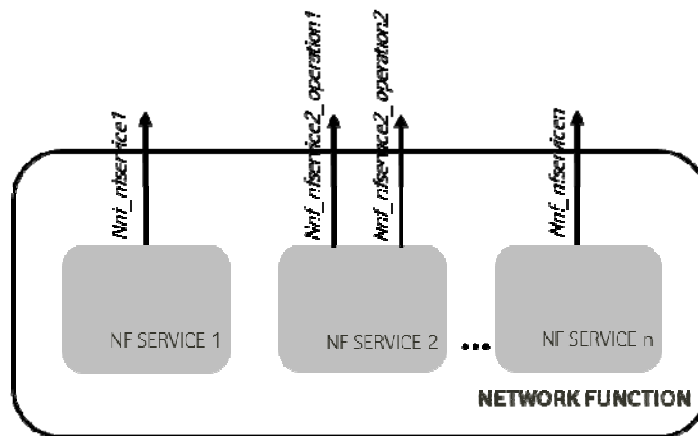 Nnf_nfservice1
Nnf_nfservice2_operation1
Nnf_nfservice2_operation2
Nnf_nfservicen
NF SERVICE 1
NF SERVICE 2
...
NF SERVICE n
NETWORK FUNCTION